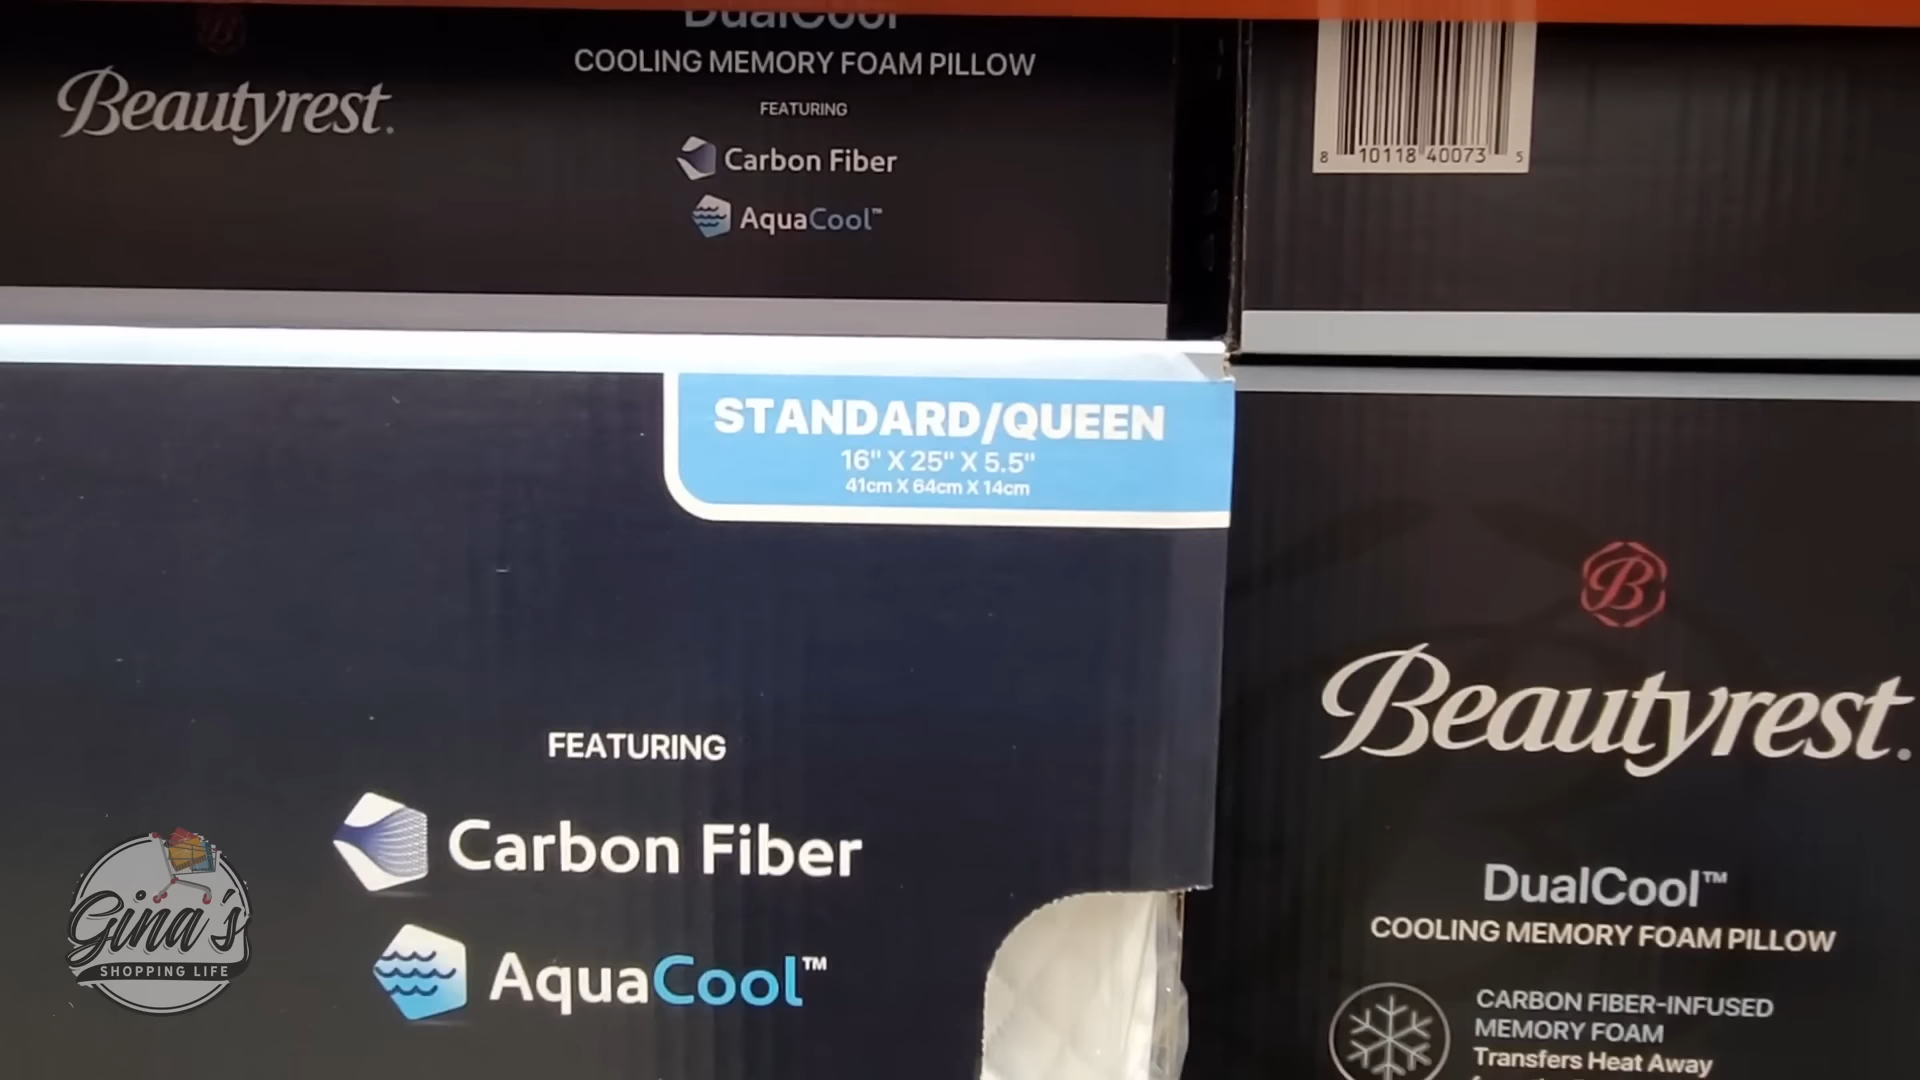 DualCool
COOLING MEMORY FOAM PILLOW
FEATURING
Carbon Fiber
AquaCool™
Beautyrest.
8 10118 40073 5
STANDARD/QUEEN
16" X 25" X 5.5"
41cm X 64cm X 14cm
FEATURING
Carbon Fiber
AquaCool™
B
Beautyrest.
DualCool™
COOLING MEMORY FOAM PILLOW
CARBON FIBER-INFUSED
MEMORY FOAM
Transfers Heat Away
Gina's
SHOPPING LIFE